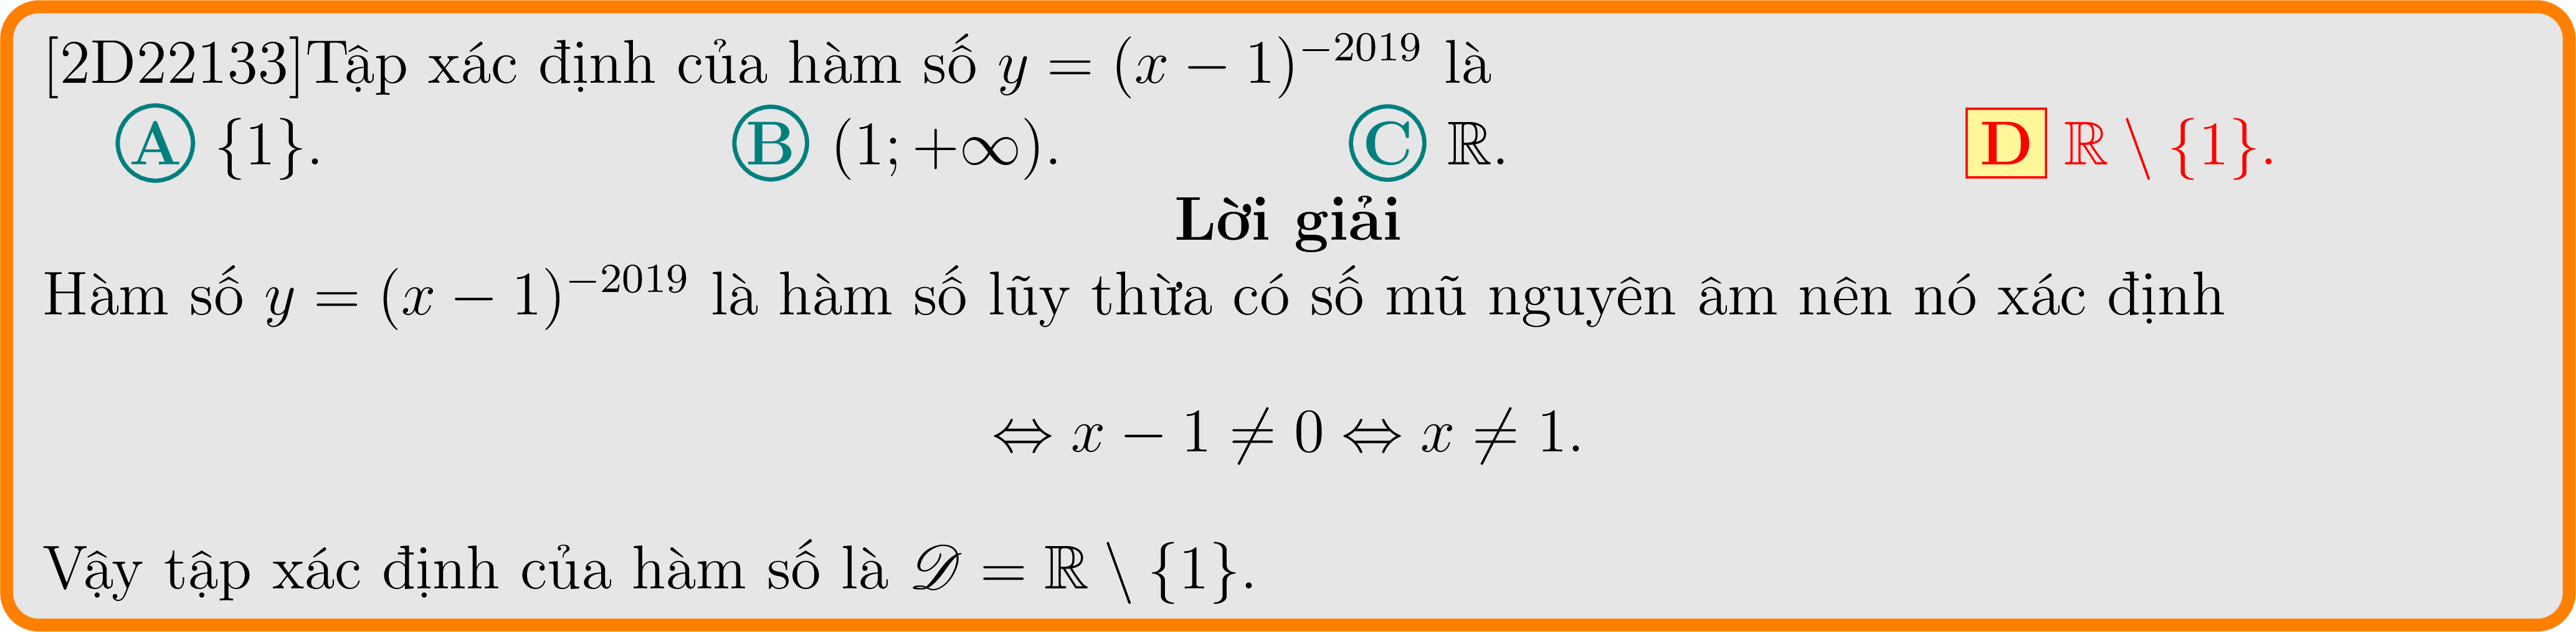 [2D22133]Tập xác định của hàm số $y = (x - 1)^{-2019}$ là
A {1}. B $(1; +\infty)$. C $\mathbb{R}$. D $\mathbb{R} \setminus \{1\}$.
Lời giải
Hàm số $y = (x - 1)^{-2019}$ là hàm số lũy thừa có số mũ nguyên âm nên nó xác định
$\Leftrightarrow x - 1 \neq 0 \Leftrightarrow x \neq 1.$
Vậy tập xác định của hàm số là $\mathscr{D} = \mathbb{R} \setminus \{1\}$.